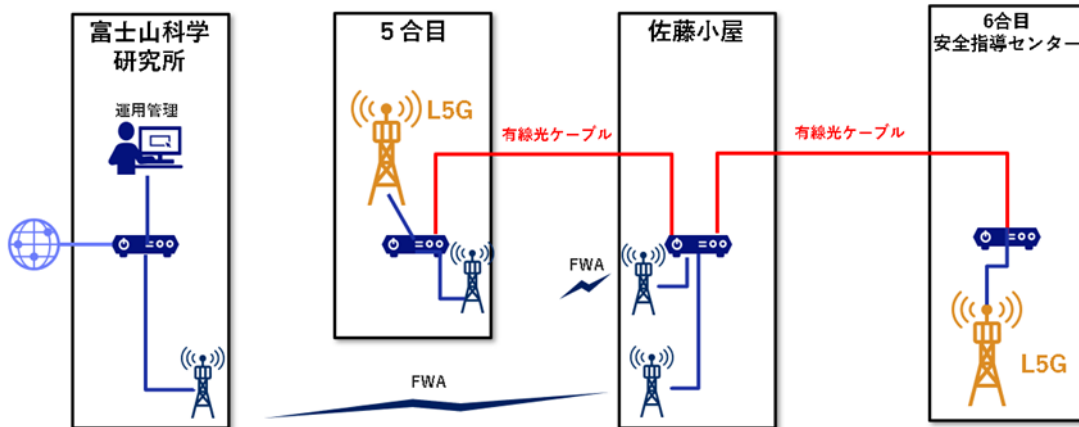 富士山科学
研究所
運用管理
5合目
L5G
有線光ケーブル
佐藤小屋
FWA
FWA
有線光ケーブル
6合目
安全指導センター
L5G